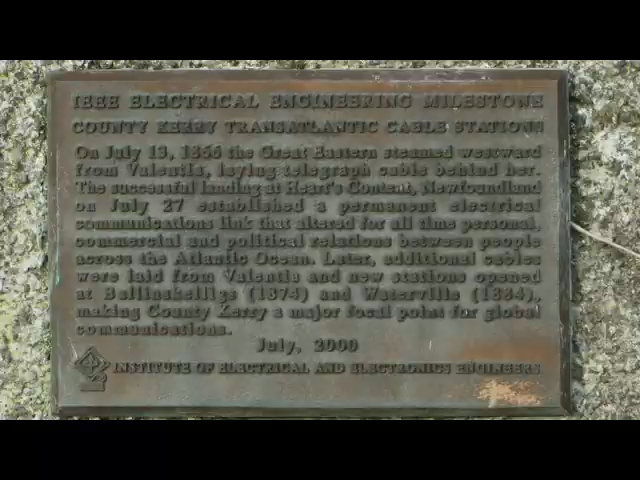 IEEE ELECTRICAL ENGINEERING MILESTONE
COUNTY KERRY TRANSATLANTIC CABLE STATIONS
On July 13, 1866 the Great Eastern steamed westward
from Valentia, laying telegraph cable behind her.
The successful landing at Heart's Content, Newfoundland
on July 27 established a permanent electrical
communications link that altered for all time personal,
commercial and political relations between people
across the Atlantic Ocean. Later, additional cables
were laid from Valentia and new stations opened
at Ballinskelligs (1874) and Waterville (1884),
making County Kerry a major focal point for global
communications.
July, 2000
INSTITUTE OF ELECTRICAL AND ELECTRONICS ENGINEERS